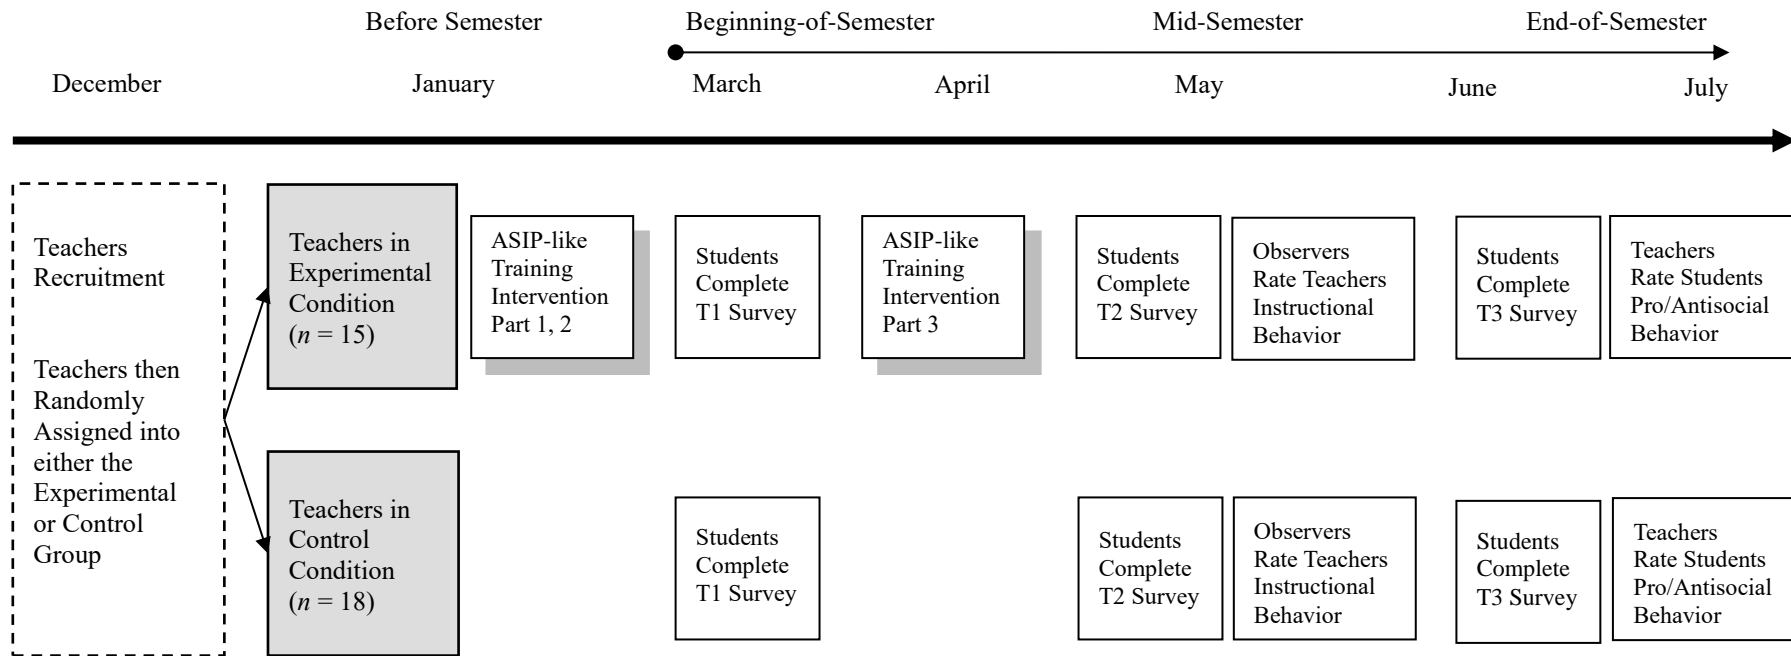 Before Semester
Beginning-of-Semester
Mid-Semester
End-of-Semester
December
January
March
April
May
June
July
Teachers
Recruitment
Teachers then
Randomly
Assigned into
either the
Experimental
or Control
Group
Teachers in
Experimental
Condition
(n = 15)
ASIP-like
Training
Intervention
Part 1, 2
Students
Complete
T1 Survey
ASIP-like
Training
Intervention
Part 3
Students
Complete
T2 Survey
Observers
Rate Teachers
Instructional
Behavior
Students
Complete
T3 Survey
Teachers
Rate Students
Pro/Antisocial
Behavior
Teachers in
Control
Condition
(n = 18)
Students
Complete
T1 Survey
Students
Complete
T2 Survey
Observers
Rate Teachers
Instructional
Behavior
Students
Complete
T3 Survey
Teachers
Rate Students
Pro/Antisocial
Behavior